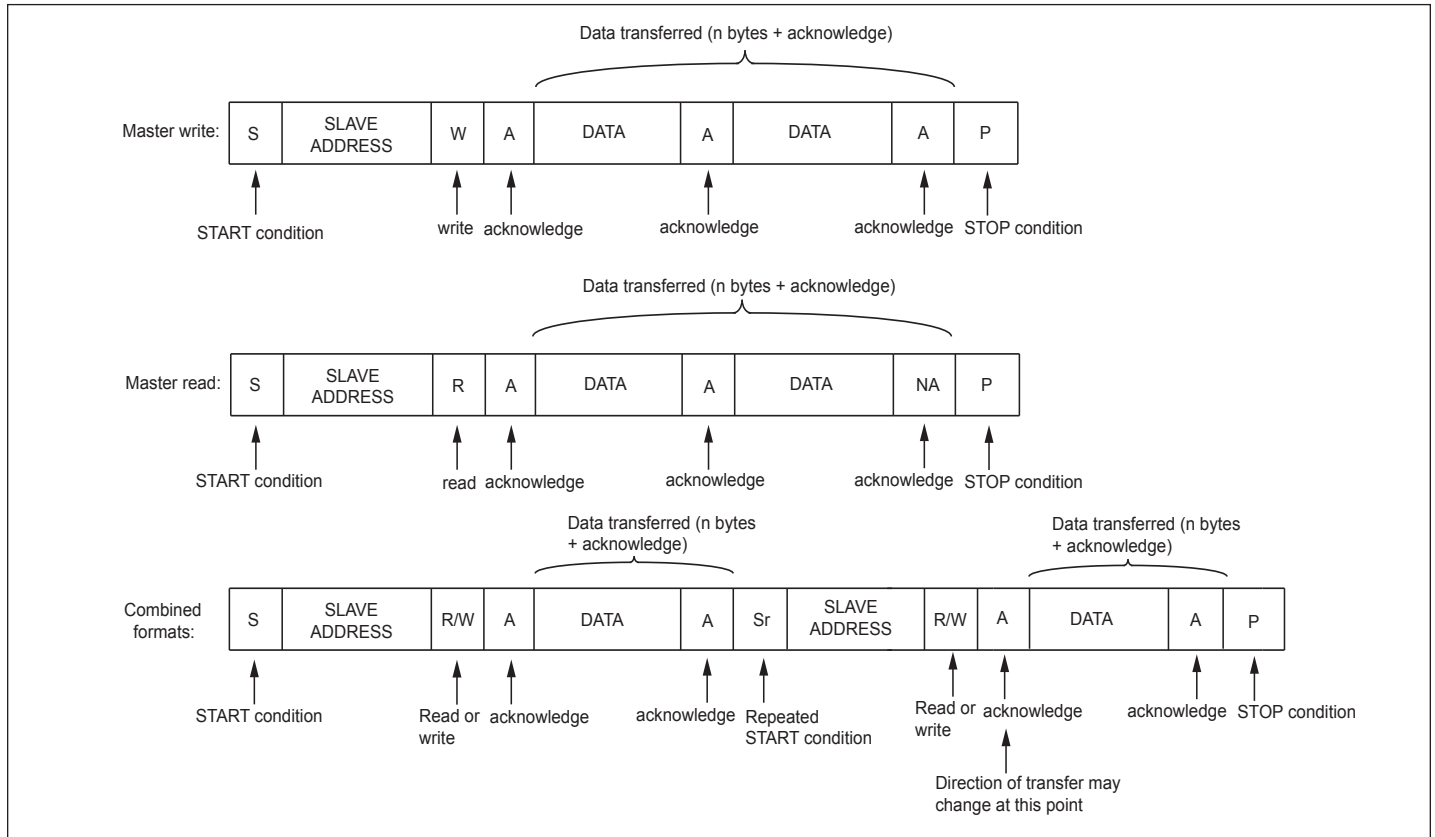 Data transferred (n bytes + acknowledge)
Master write:
S
SLAVE
ADDRESS
W
A
DATA
A
DATA
A
P
START condition
write
acknowledge
acknowledge
acknowledge
STOP condition
Data transferred (n bytes + acknowledge)
Master read:
S
SLAVE
ADDRESS
R
A
DATA
A
DATA
NA
P
START condition
read
acknowledge
acknowledge
acknowledge
STOP condition
Data transferred (n bytes
+ acknowledge)
Data transferred (n bytes
+ acknowledge)
Combined
formats:
S
SLAVE
ADDRESS
R/W
A
DATA
A
Sr
SLAVE
ADDRESS
R/W
A
DATA
A
P
START condition
Read or
write
acknowledge
acknowledge
Repeated
START condition
Read or
write
acknowledge
acknowledge
STOP condition
Direction of transfer may
change at this point